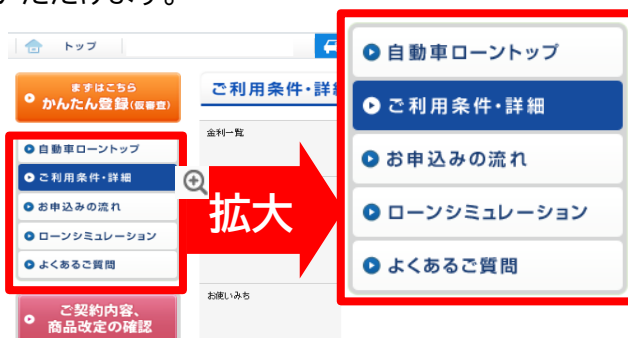 いただけます。
トップ
まずはこちら
かんたん登録(仮審査)
自動車ローントップ
ご利用条件・詳細
お申込みの流れ
ローンシミュレーション
よくあるご質問
ご契約内容、
商品改定の確認
ご利用条件・詳
金利一覧
お使いみち
拡大
自動車ローントップ
ご利用条件・詳細
お申込みの流れ
ローンシミュレーション
よくあるご質問